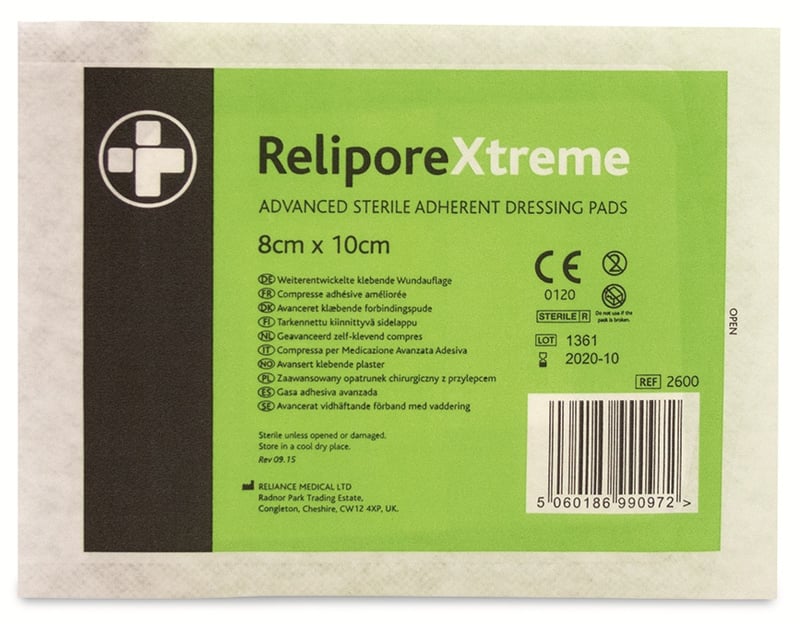 ReliporeXtreme
ADVANCED STERILE ADHERENT DRESSING PADS
8cm x 10cm
DE Weiterentwickelte klebende Wundauflage
FR Compresse adhésive améliorée
DK Avanceret klæbende forbindingspude
FI Tarkennettu kiinnittyvä sidelappu
NL Geavanceerd zelf-klevend compres
IT Compressa per Medicazione Avanzata Adesiva
NO Avansert klebende plaster
PL Zaawansowany opatrunek chirurgiczny z przylepcem
ES Gasa adhesiva avanzada
SE Avancerat vidhäftande förband med vaddering
Sterile unless opened or damaged.
Store in a cool dry place.
Rev 09.15
RELIANCE MEDICAL LTD
Radnor Park Trading Estate,
Congleton, Cheshire, CW12 4XP, UK.
CE
0120
2
STERILE R
Do not use if the
pack is broken.
LOT 1361
2020-10
REF 2600
5 060186 990972 >
OPEN